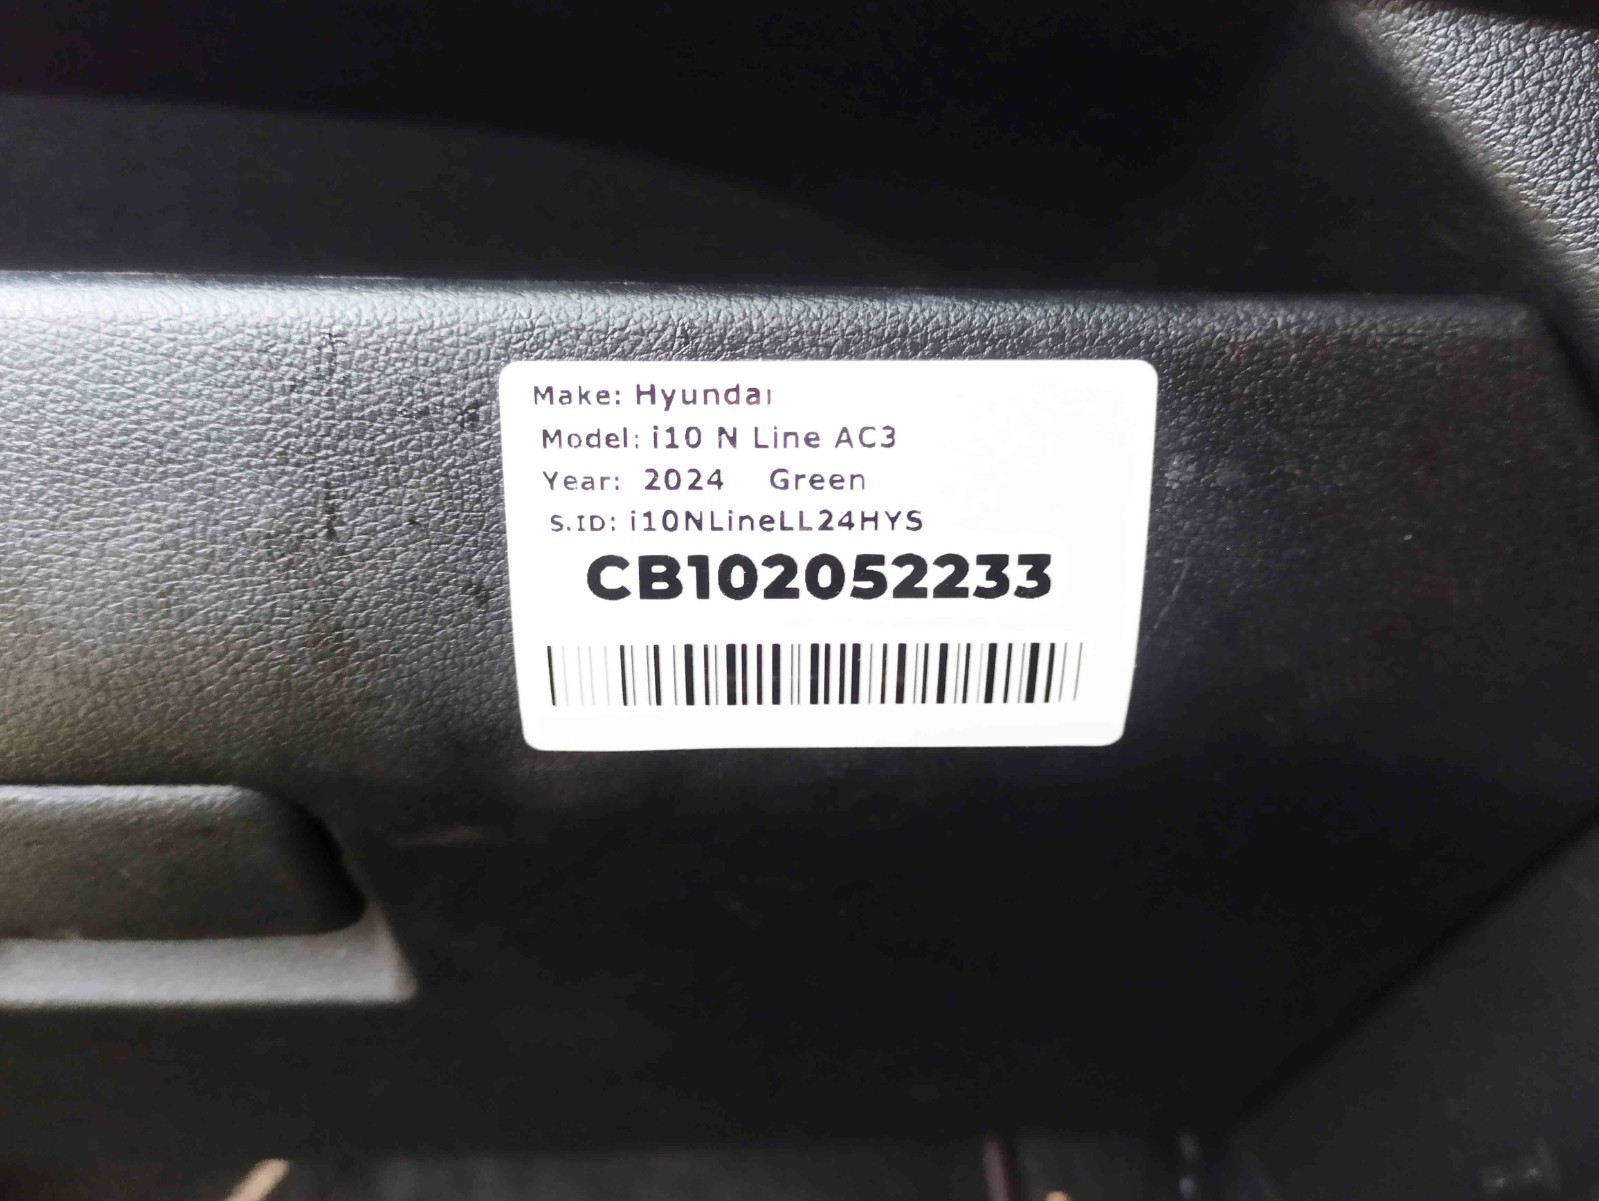 Make: Hyundai
Model: i10 N Line AC3
Year: 2024 Green
S.ID: i10NLineLL24HYS
CB102052233